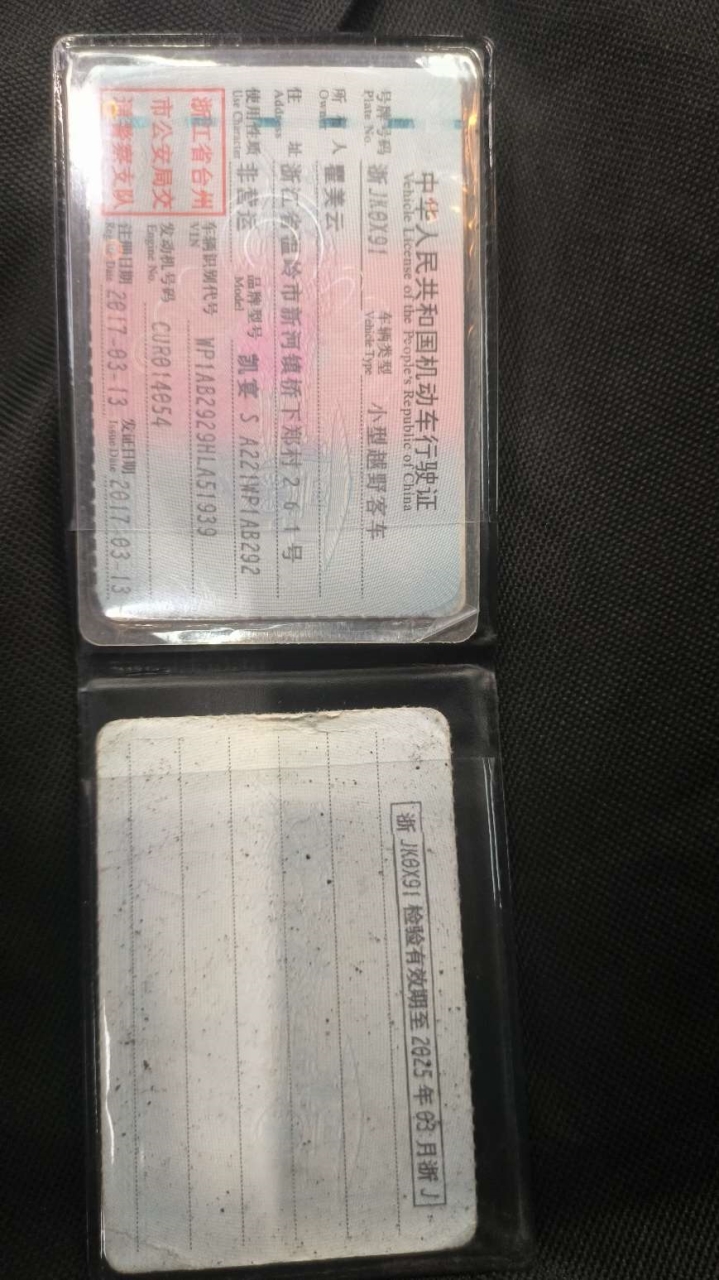 中华人民共和国机动车行驶证
Vehicle License of the People's Republic of China
号牌号码 浙JK0X91 车辆类型 小型越野客车
Plate No. Vehicle Type
所有人 瞿美云
Owner
住址 浙江省温岭市新河镇桥下郑村261号
Address
使用性质 非营运 品牌型号 凯宴 S A221WP1AB292
Use Character Model
浙江省台州
市公安局交
通警察支队
车辆识别代号 WP1AB2929HLA51939
VIN
发动机号码 CUR014054
Engine No.
注册日期 2017-03-13 发证日期 2017-03-13
Register Date Issue Date
浙JK0X91 检验有效期至 2025年03月浙J